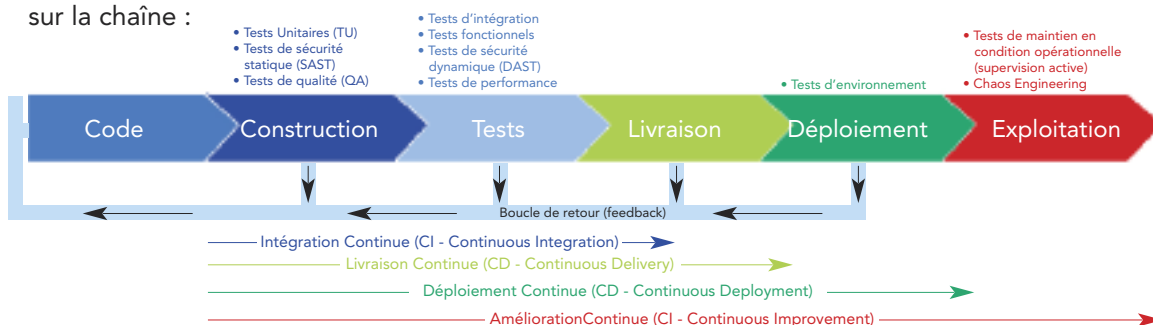 sur la chaîne :
• Tests Unitaires (TU)
• Tests de sécurité
statique (SAST)
• Tests de qualité (QA)
• Tests d'intégration
• Tests fonctionnels
• Tests de sécurité
dynamique (DAST)
• Tests de performance
• Tests d'environnement
• Tests de maintien en
condition opérationnelle
(supervision active)
• Chaos Engineering
Code
Construction
Tests
Livraison
Déploiement
Exploitation
Boucle de retour (feedback)
Intégration Continue (CI - Continuous Integration)
Livraison Continue (CD - Continuous Delivery)
Déploiement Continue (CD - Continuous Deployment)
AméliorationContinue (CI - Continuous Improvement)